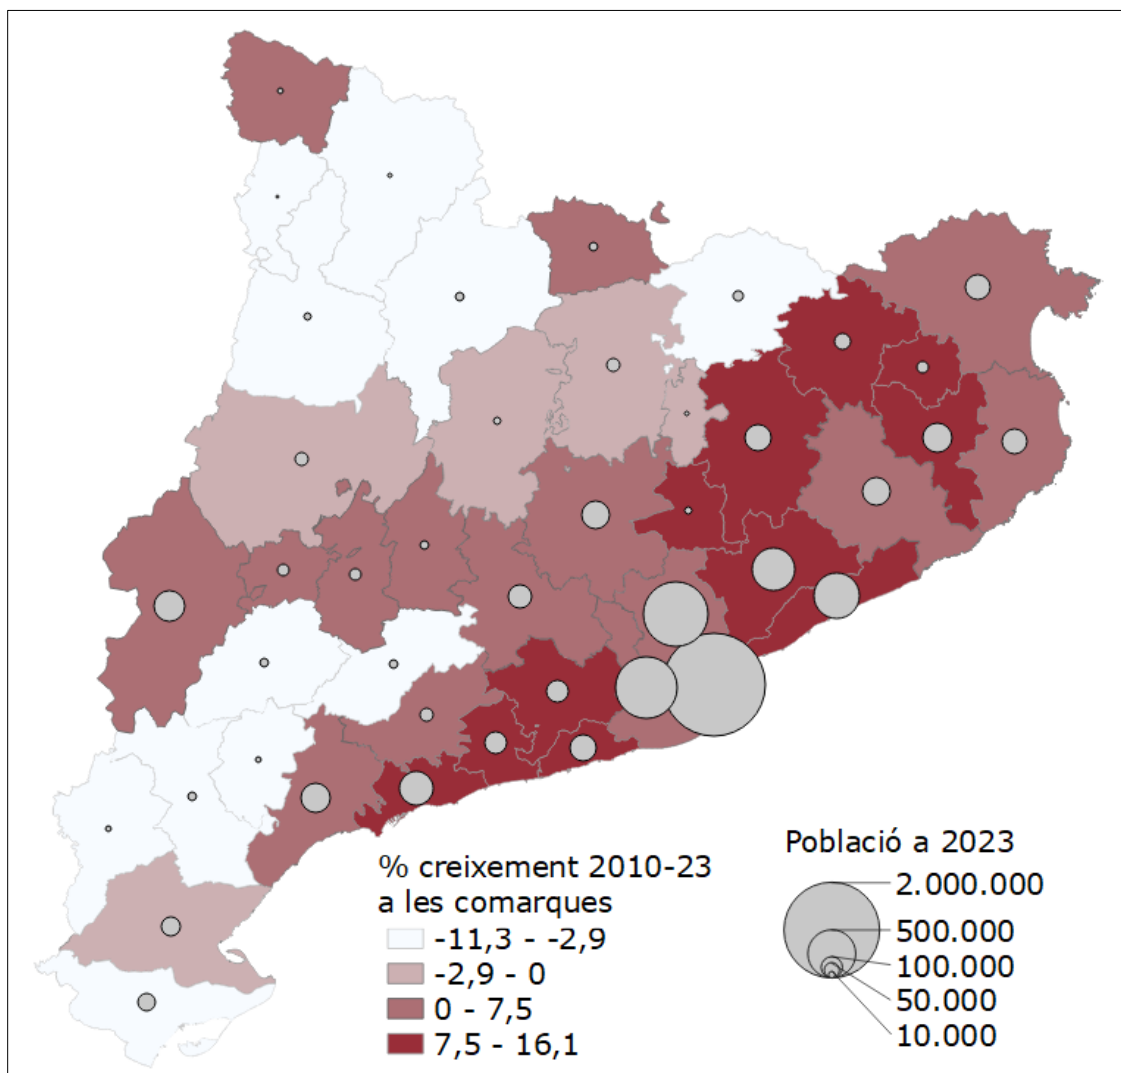 % creixement 2010-23
a les comarques
-11,3 - -2,9
-2,9 - 0
0 - 7,5
7,5 - 16,1
Població a 2023
2.000.000
500.000
100.000
50.000
10.000